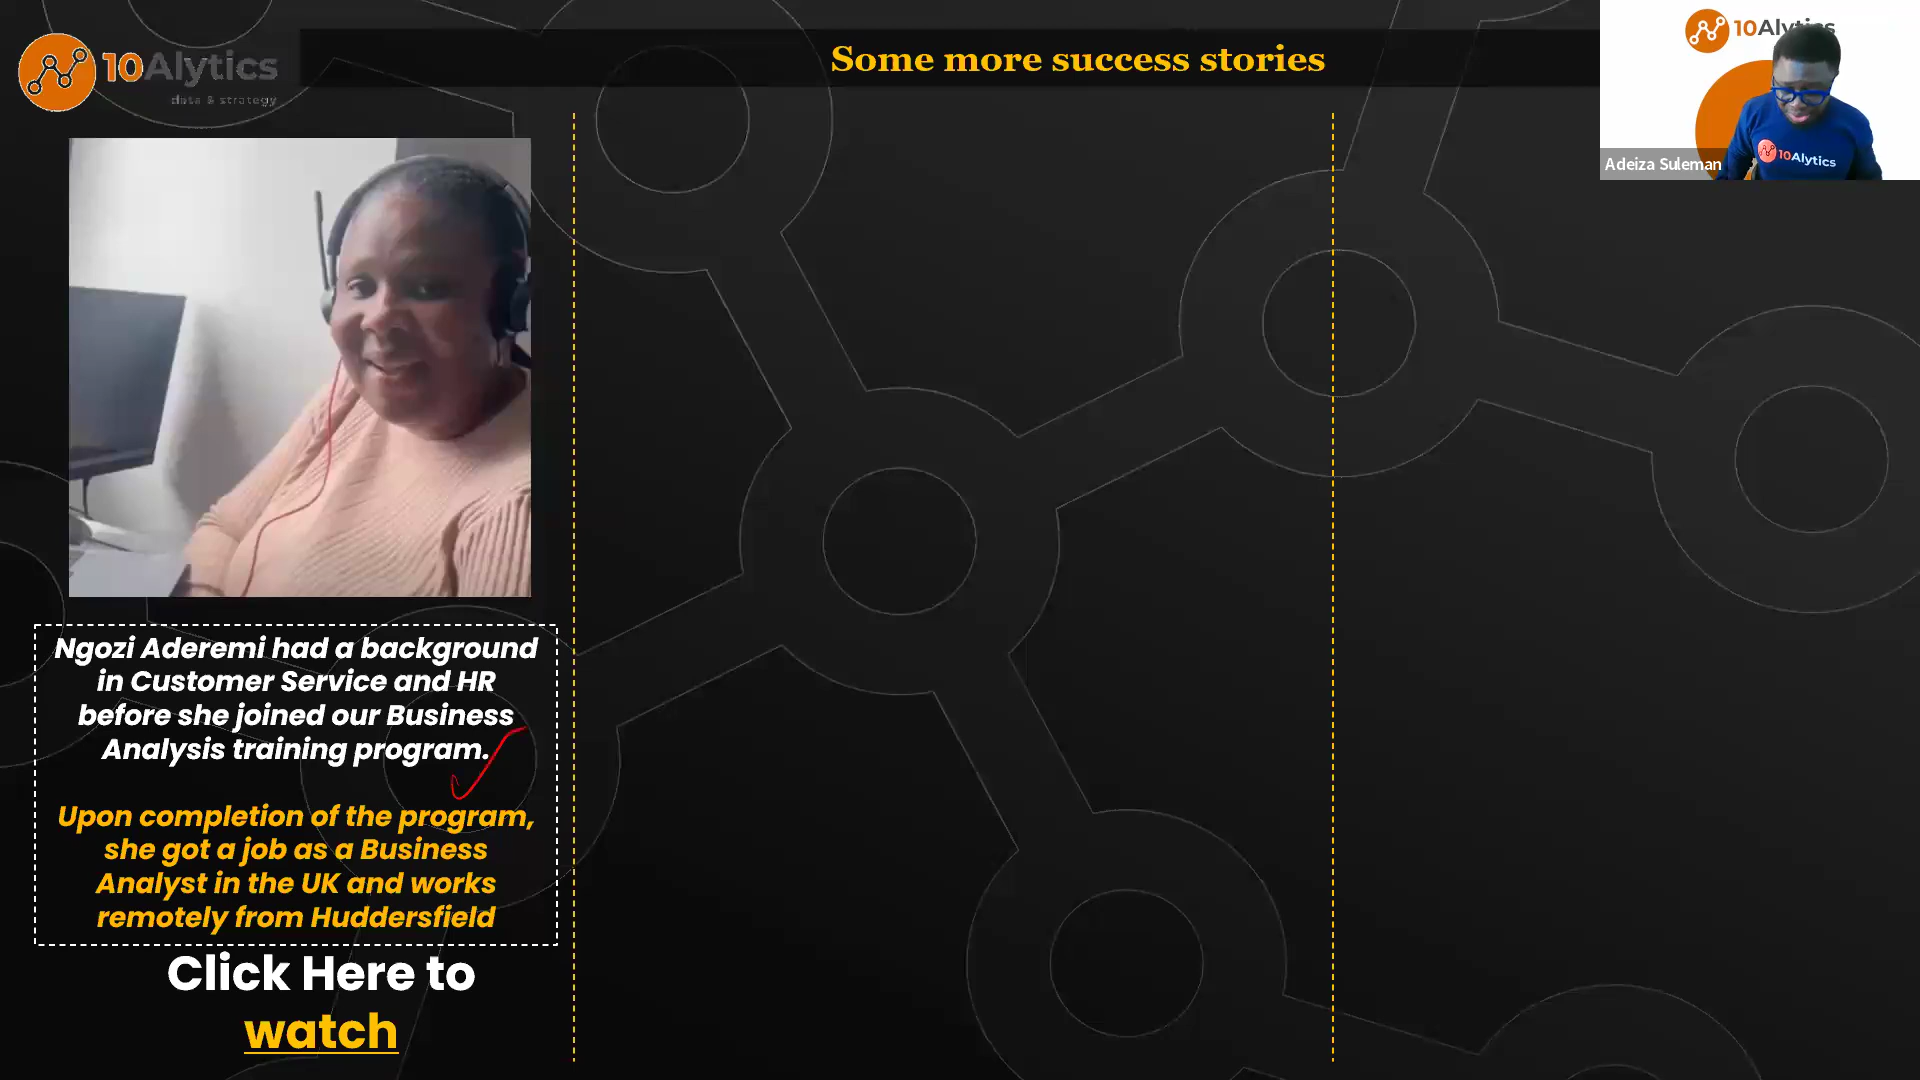 10Alytics
data & strategy
Some more success stories
10Alytics
Adeiza Suleman
10Alytics
Ngozi Aderemi had a background
in Customer Service and HR
before she joined our Business
Analysis training program.
Upon completion of the program,
she got a job as a Business
Analyst in the UK and works
remotely from Huddersfield
Click Here to
watch